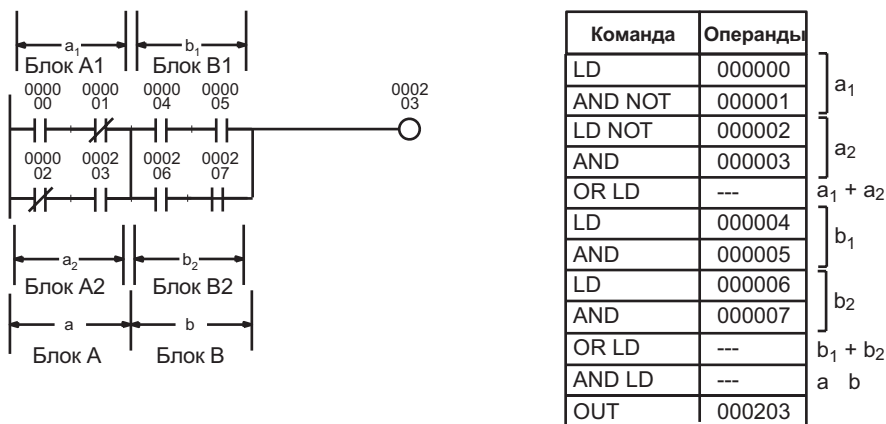 a1 b1
Блок A1 Блок B1
0000 0000 0000 0000 0002
00 01 04 05 03
0000 0002 0002 0002
02 03 06 07
a2 b2
Блок A2 Блок B2
a b
Блок A Блок B
Команда Операнды
LD 000000
AND NOT 000001
a1
LD NOT 000002
AND 000003
a2
OR LD --- a1 + a2
LD 000004
AND 000005
b1
LD 000006
AND 000007
b2
OR LD --- b1 + b2
AND LD --- a b
OUT 000203